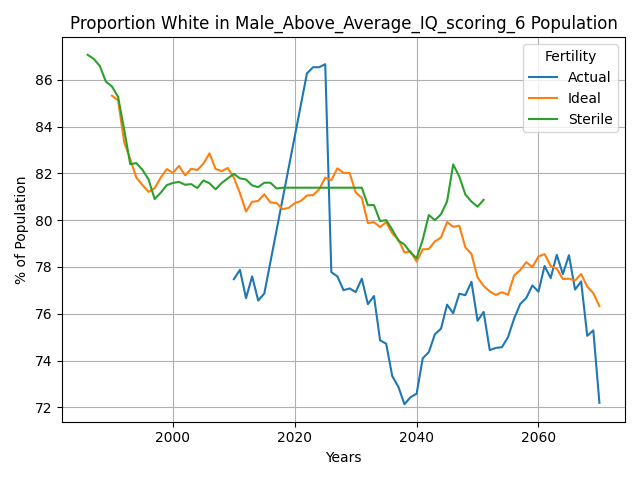 Proportion White in Male_Above_Average_IQ_scoring_6 Population
% of Population
86
84
82
80
78
76
74
72
2000
2020
2040
2060
Years
Fertility
Actual
Ideal
Sterile